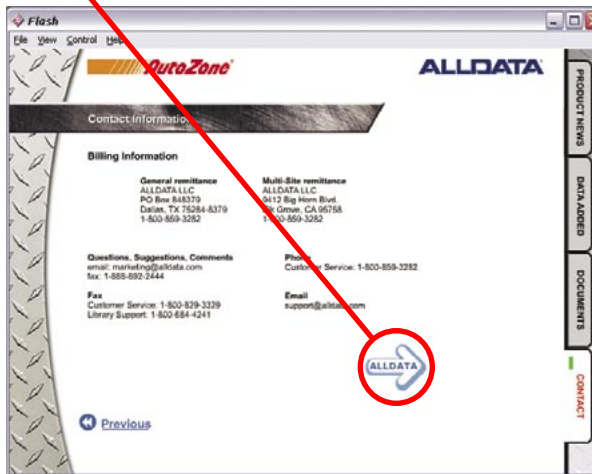 Flash
File View Control Help
AutoZone
ALLDATA
Contact Information
Billing Information
General remittance
ALLDATA LLC
PO Box 848379
Dallas, TX 75284-8379
1-800-859-3282
Multi-Site remittance
ALLDATA LLC
9412 Big Horn Blvd.
Elk Grove, CA 95758
1-800-859-3282
Questions, Suggestions, Comments
email: marketing@alldata.com
fax: 1-888-892-2444
Phone
Customer Service: 1-800-859-3282
Fax
Customer Service: 1-800-829-3329
Library Support: 1-800-684-4241
Email
support@alldata.com
ALLDATA
Previous
PRODUCT NEWS
DATA ADDED
DOCUMENTS
CONTACT